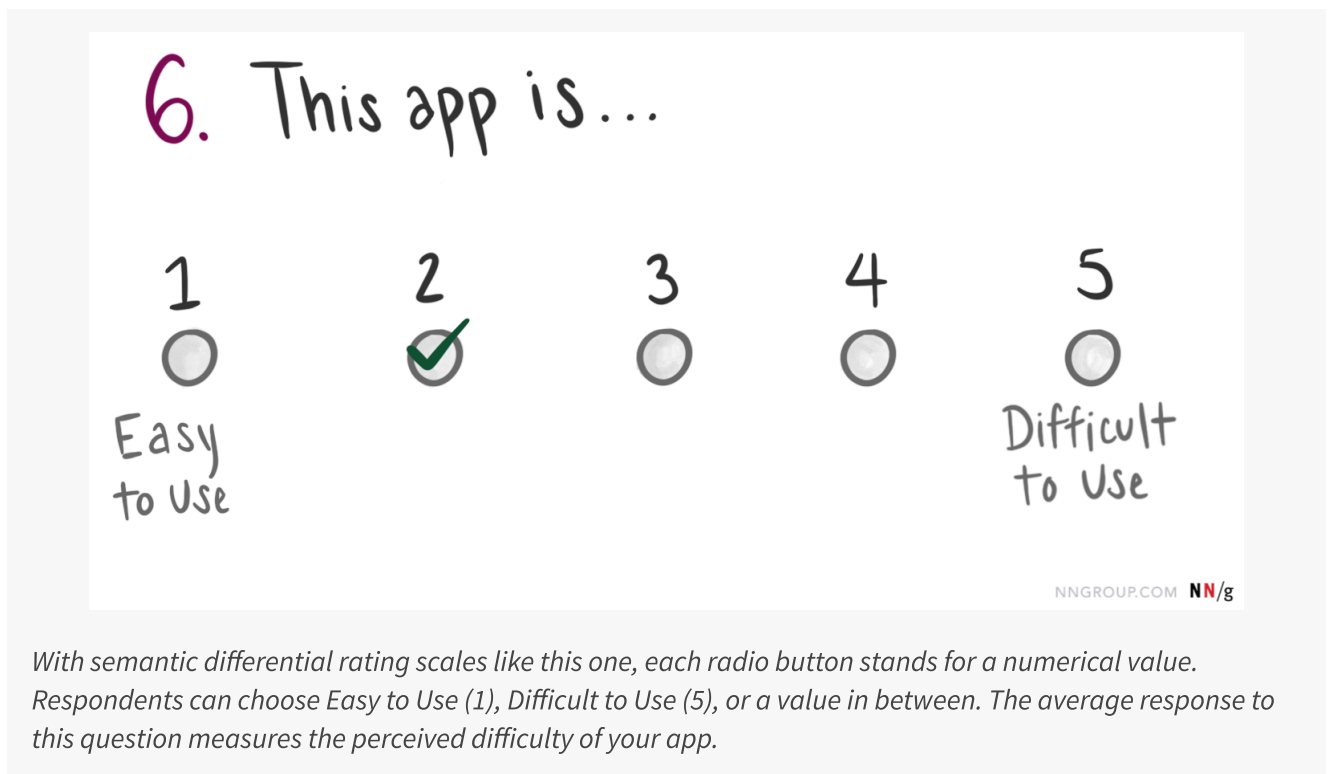 6. This app is...
1 2 3 4 5
Easy to Use
Difficult to Use
NNGROUP.COM NN/g
With semantic differential rating scales like this one, each radio button stands for a numerical value.
Respondents can choose Easy to Use (1), Difficult to Use (5), or a value in between. The average response to
this question measures the perceived difficulty of your app.